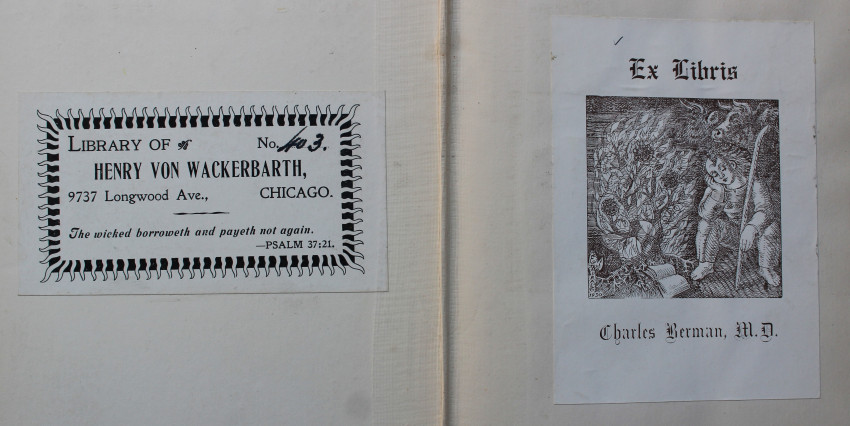 LIBRARY OF No. 403.
HENRY VON WACKERBARTH,
9737 Longwood Ave., CHICAGO.
The wicked borroweth and payeth not again.
—PSALM 37:21.
Ex Libris
Charles Berman, M.D.